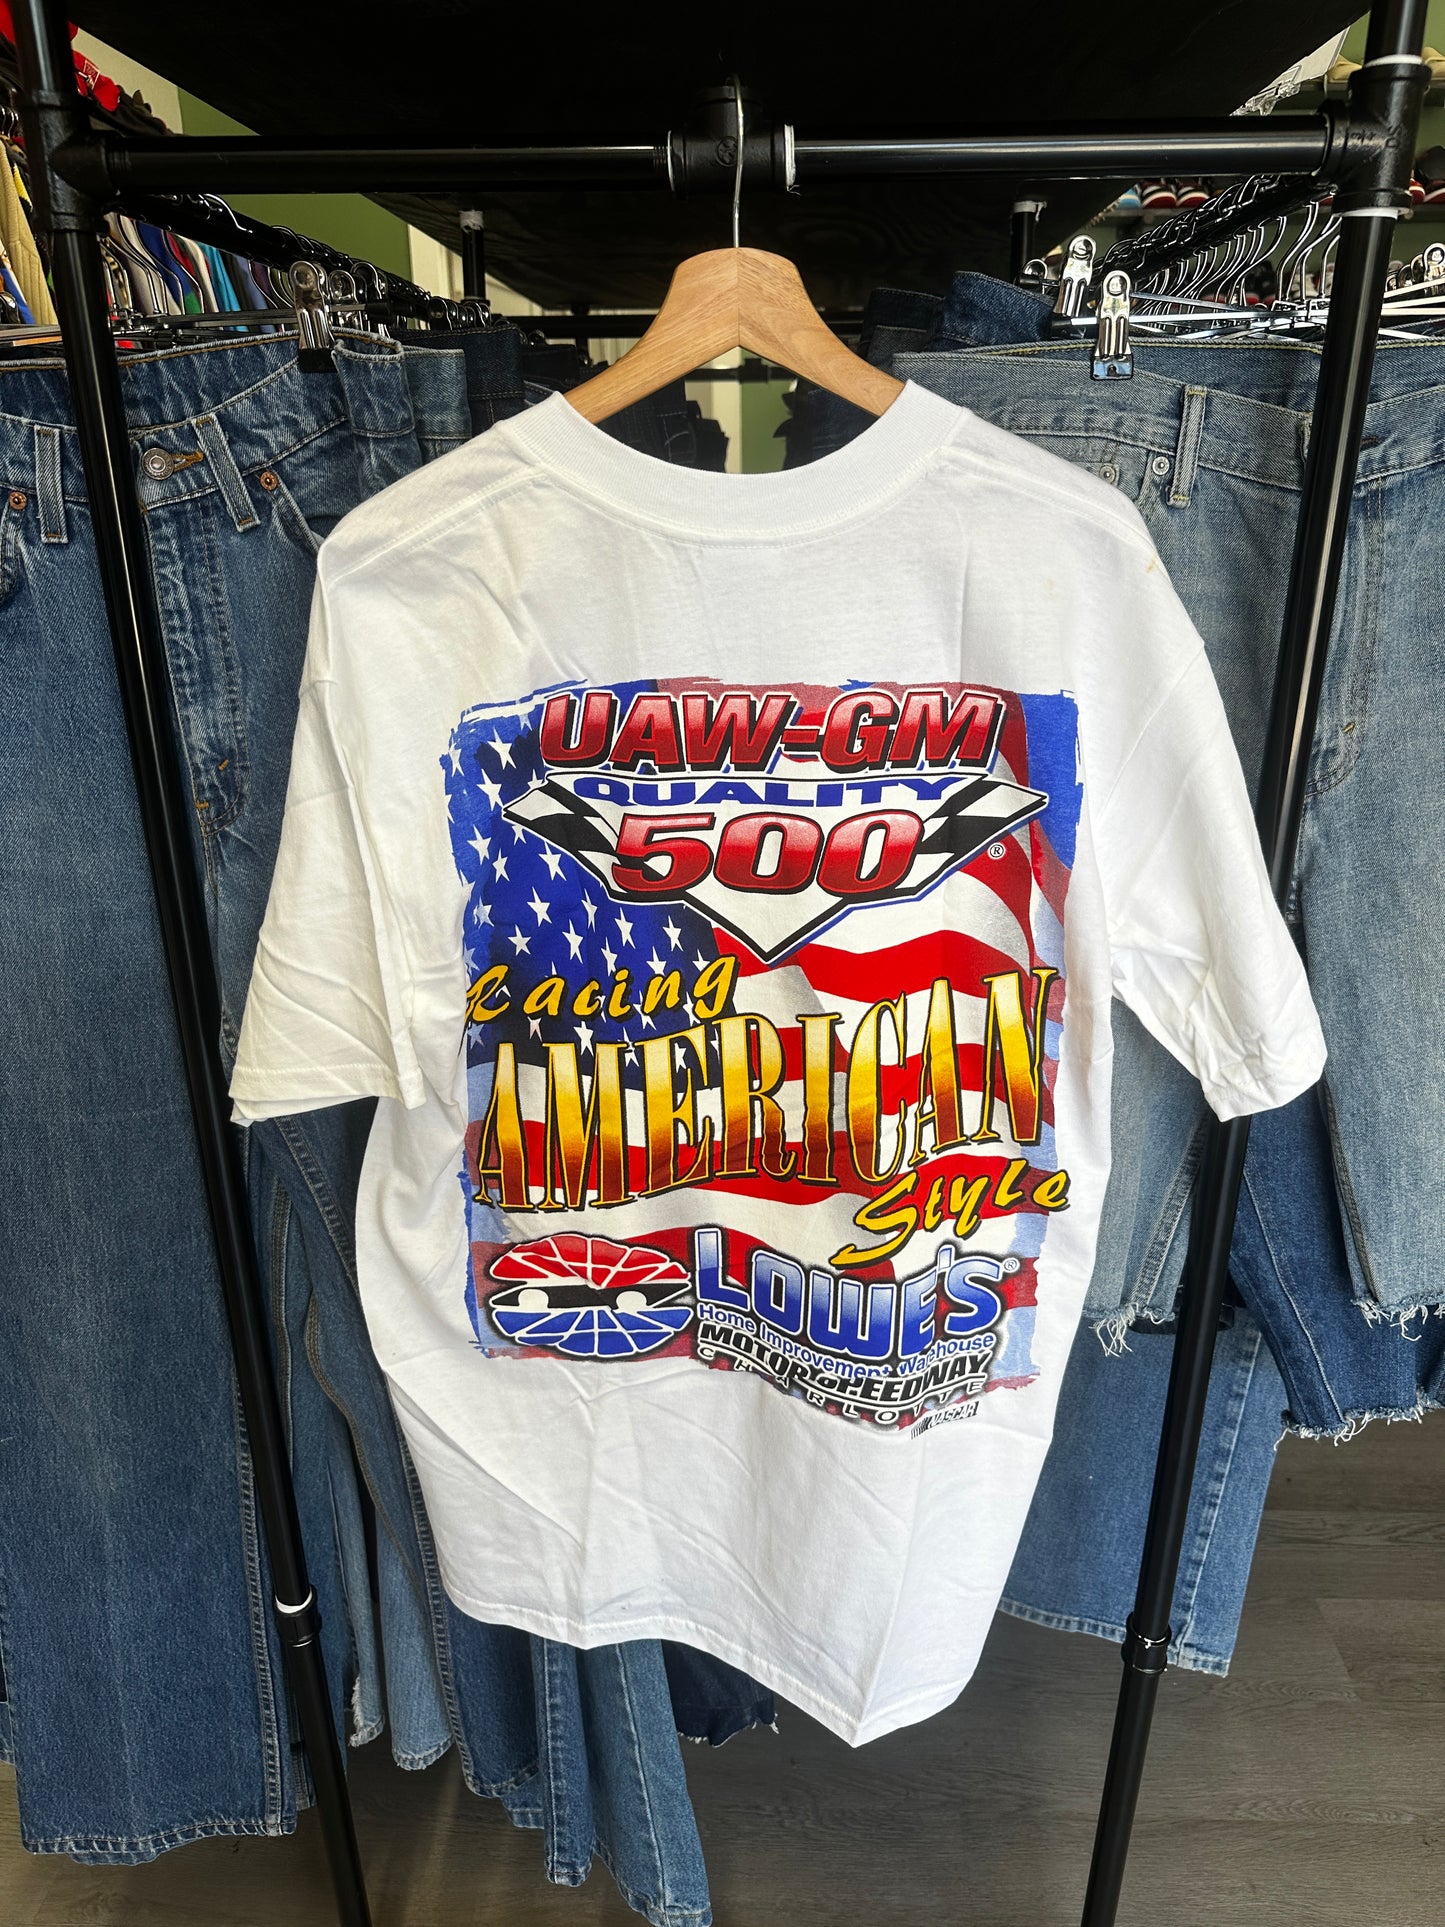 UAW-GM
QUALITY
500
®
Racing
AMERICAN
Style
LOWE'S®
Home Improvement Warehouse
MOTOR SPEEDWAY
CHARLOTTE
NASCAR